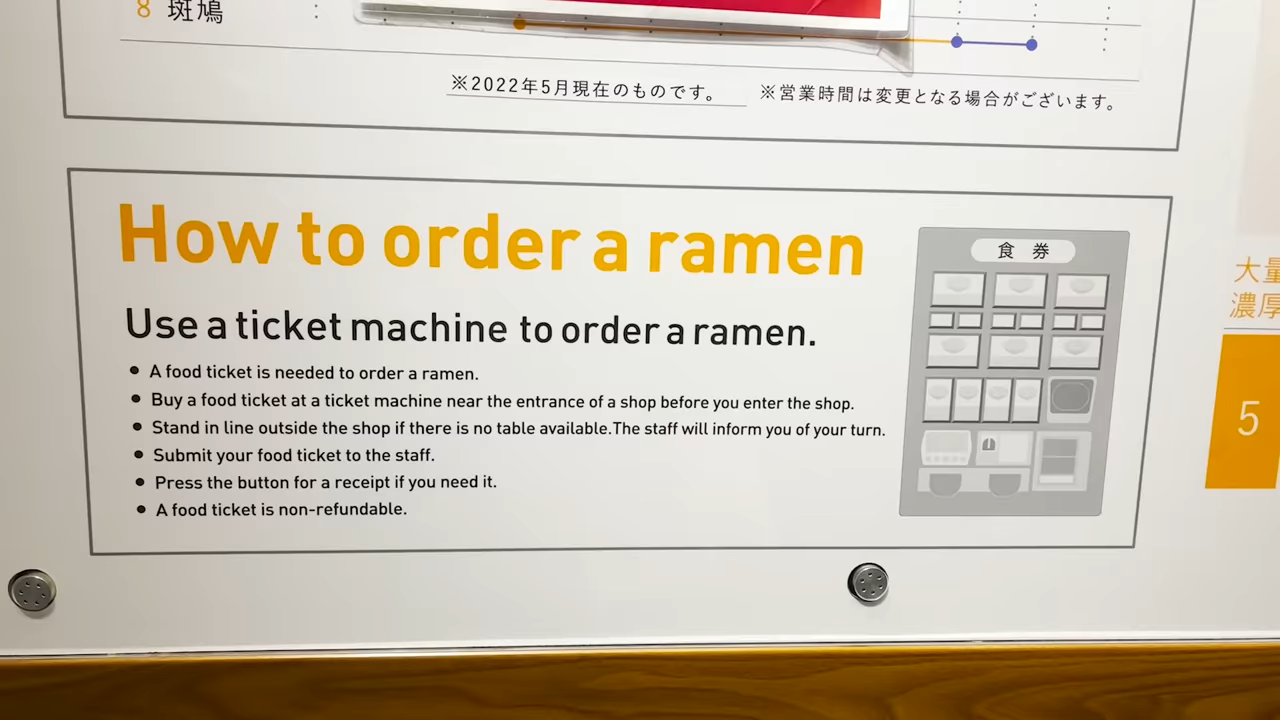 8 斑鳩
※2022年5月現在のものです。 ※営業時間は変更となる場合がございます。
How to order a ramen
Use a ticket machine to order a ramen.
● A food ticket is needed to order a ramen.
● Buy a food ticket at a ticket machine near the entrance of a shop before you enter the shop.
● Stand in line outside the shop if there is no table available.The staff will inform you of your turn.
● Submit your food ticket to the staff.
● Press the button for a receipt if you need it.
● A food ticket is non-refundable.
食 券
大量
濃厚
5